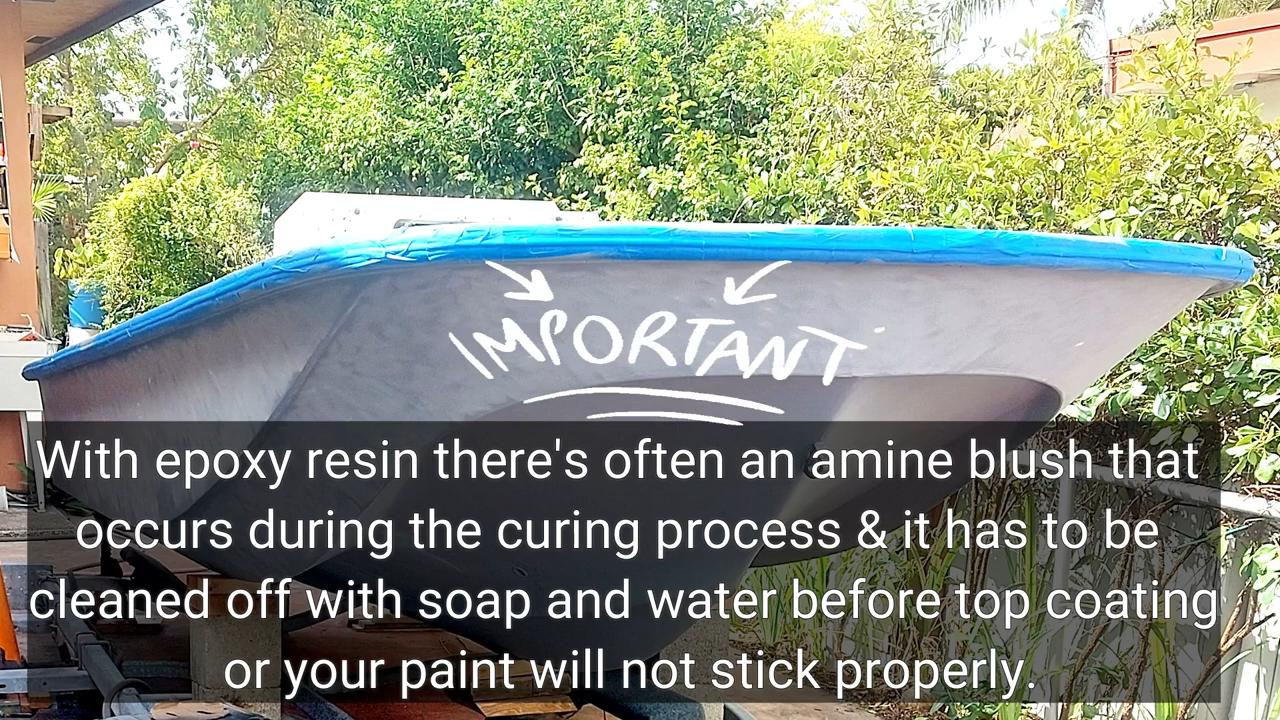 IMPORTANT
With epoxy resin there's often an amine blush that
occurs during the curing process & it has to be
cleaned off with soap and water before top coating
or your paint will not stick properly.